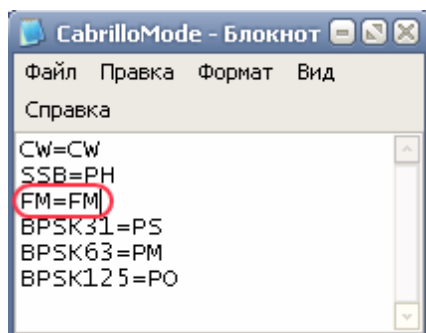 CabrilloMode - Блокнот
Файл Правка Формат Вид
Справка
CW=CW
SSB=PH
FM=FM
BPSK31=PS
BPSK63=PM
BPSK125=PO